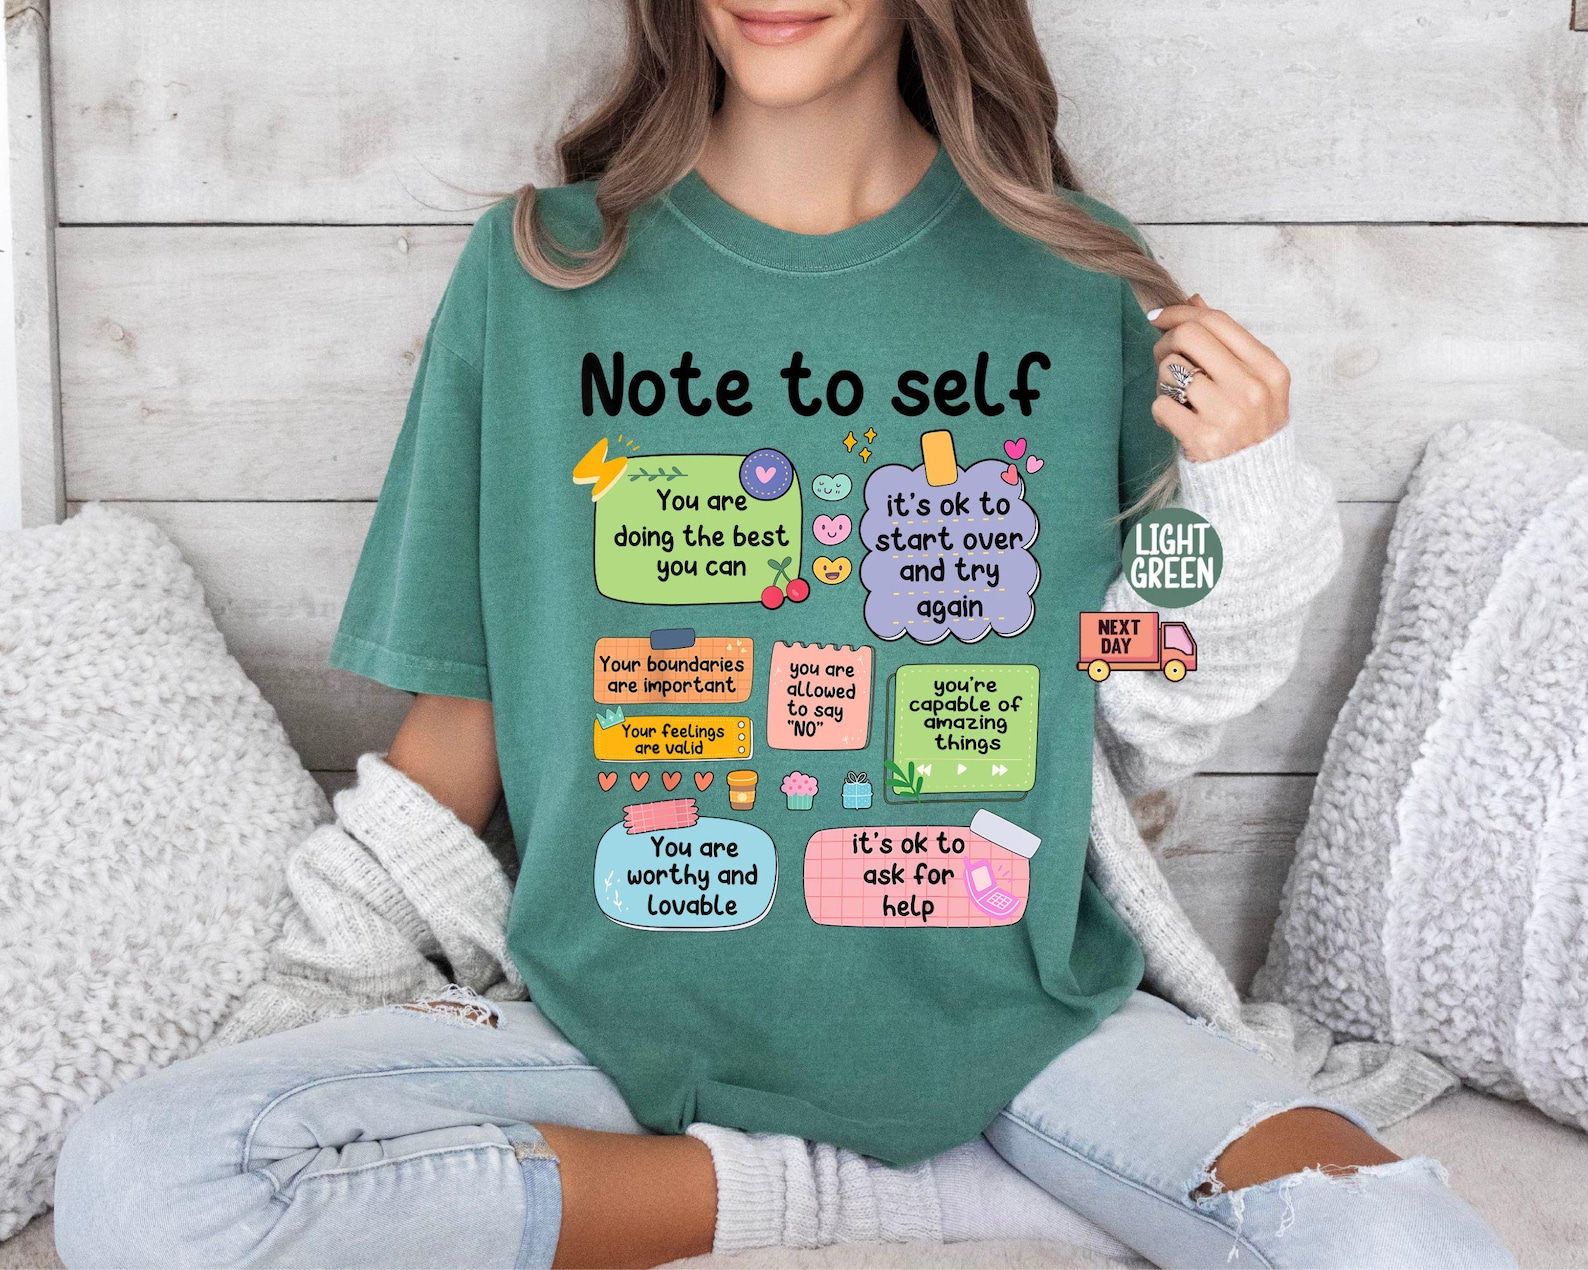 Note to self
You are
doing the best
you can
it's ok to
start over
and try
again
Your boundaries
are important
you are
allowed
to say
"NO"
you're
capable of
amazing
things
Your feelings
are valid
You are
worthy and
lovable
it's ok to
ask for
help
LIGHT
GREEN
NEXT
DAY